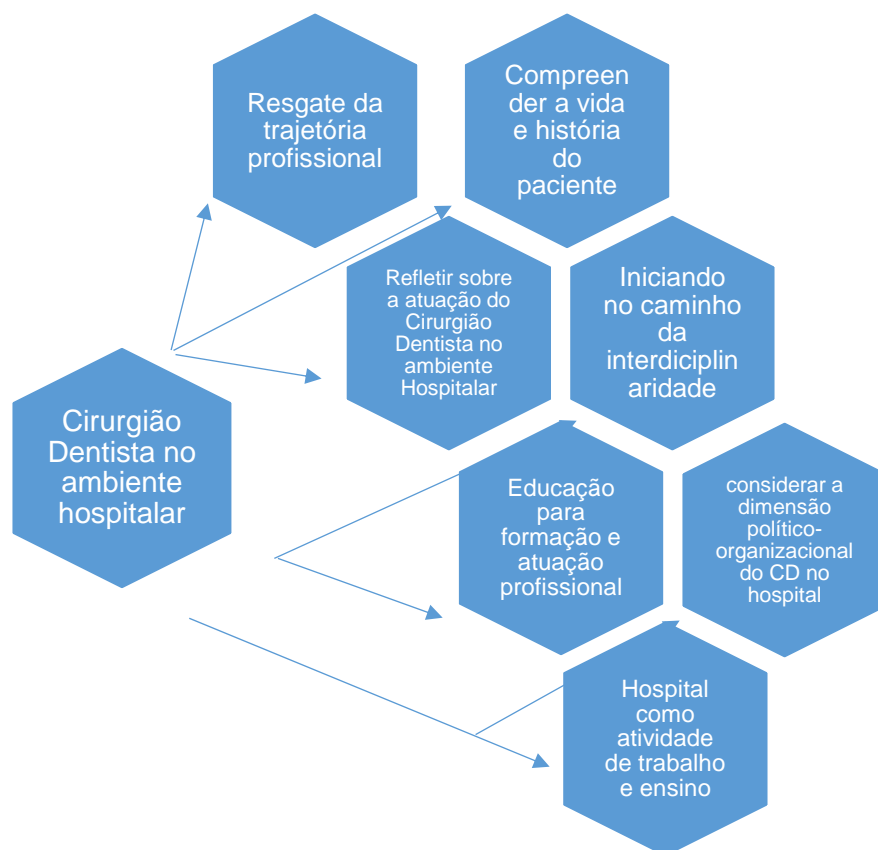 Resgate da
trajetória
profissional
Compreen
der a vida
e história
do
paciente
Refletir sobre
a atuação do
Cirurgião
Dentista no
ambiente
Hospitalar
Iniciando
no caminho
da
interdiciplin
aridade
Cirurgião
Dentista no
ambiente
hospitalar
Educação
para
formação e
atuação
profissional
considerar a
dimensão
político-
organizacional
do CD no
hospital
Hospital
como
atividade
de trabalho
e ensino